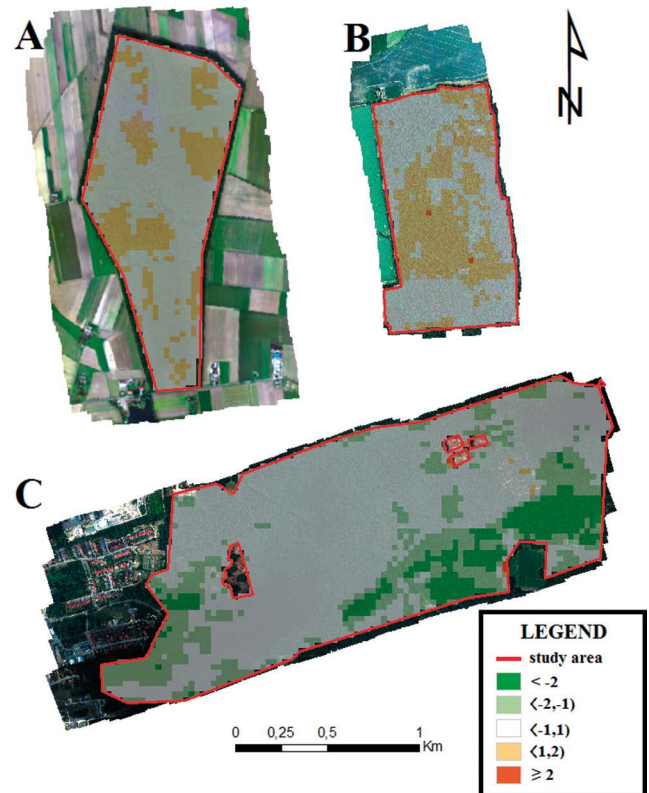 A
B
N
C
LEGEND
study area
< -2
⟨-2,-1)
⟨-1,1)
⟨1,2)
≥ 2
0 0,25 0,5 1
Km